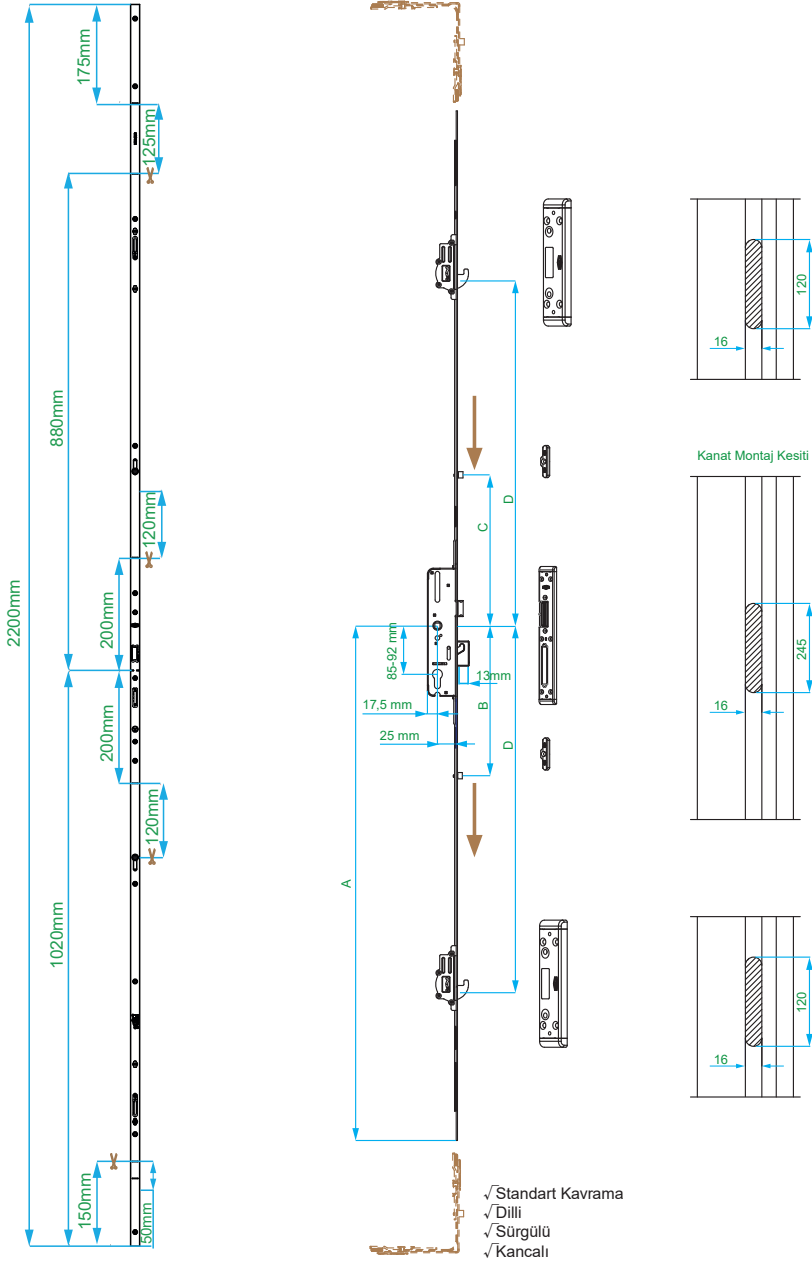 175mm
125mm
880mm
120mm
200mm
2200mm
200mm
120mm
1020mm
150mm
50mm
D
C
85-92 mm
13mm
B
17,5 mm
25 mm
D
A
120
16
Kanat Montaj Kesiti
245
16
120
16
√Standart Kavrama
√Dilli
√Sürgülü
√Kancalı